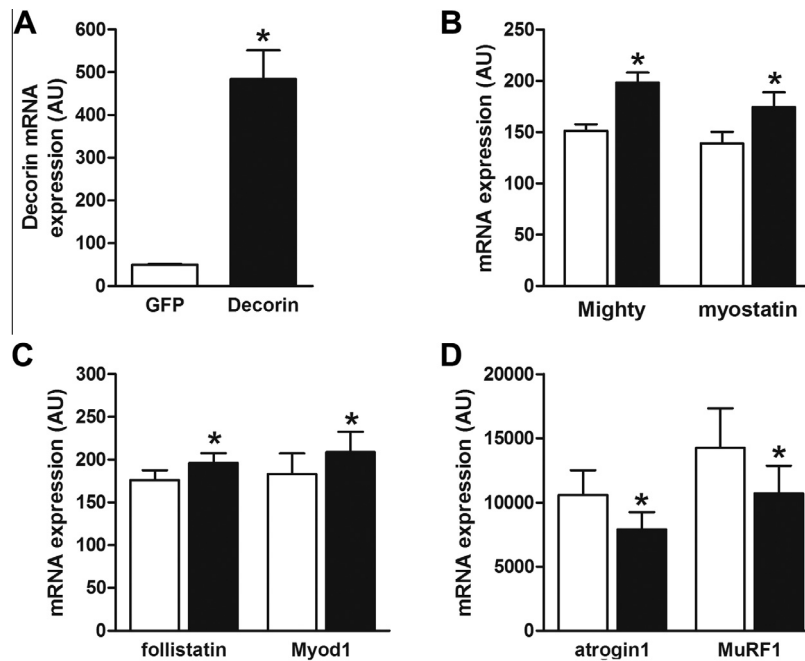 A
Decorin mRNA
expression (AU)
600
500
400
300
200
100
0
*
GFP Decorin
B
mRNA expression (AU)
250
200
150
100
50
0
* *
Mighty myostatin
C
mRNA expression (AU)
300
250
200
150
100
50
0
* *
follistatin Myod1
D
mRNA expression (AU)
20000
15000
10000
5000
0
* *
atrogin1 MuRF1